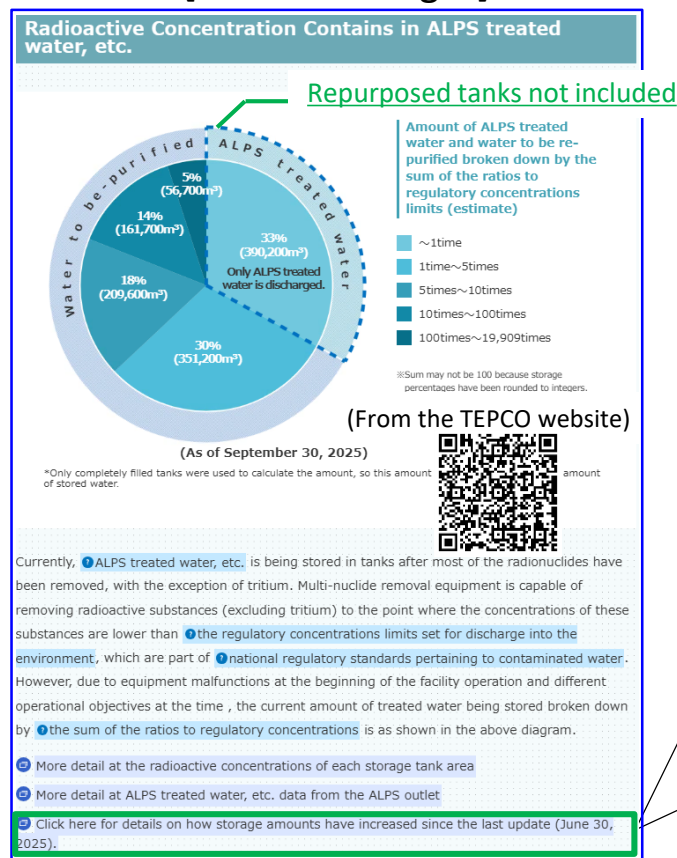 Radioactive Concentration Contains in ALPS treated
water, etc.
Repurposed tanks not included
Water to be-purified
ALPS treated water
5%
(56,700m³)
14%
(161,700m³)
33%
(390,200m³)
Only ALPS treated
water is discharged.
18%
(209,600m³)
30%
(351,200m³)
Amount of ALPS treated
water and water to be re-
purified broken down by the
sum of the ratios to
regulatory concentrations
limits (estimate)
～1time
1time～5times
5times～10times
10times～100times
100times～19,909times
※Sum may not be 100 because storage
percentages have been rounded to integers.
(From the TEPCO website)
(As of September 30, 2025)
*Only completely filled tanks were used to calculate the amount, so this amount amount
of stored water.
Currently, ALPS treated water, etc. is being stored in tanks after most of the radionuclides have
been removed, with the exception of tritium. Multi-nuclide removal equipment is capable of
removing radioactive substances (excluding tritium) to the point where the concentrations of these
substances are lower than the regulatory concentrations limits set for discharge into the
environment, which are part of national regulatory standards pertaining to contaminated water.
However, due to equipment malfunctions at the beginning of the facility operation and different
operational objectives at the time , the current amount of treated water being stored broken down
by the sum of the ratios to regulatory concentrations is as shown in the above diagram.
More detail at the radioactive concentrations of each storage tank area
More detail at ALPS treated water, etc. data from the ALPS outlet
Click here for details on how storage amounts have increased since the last update (June 30,
2025).